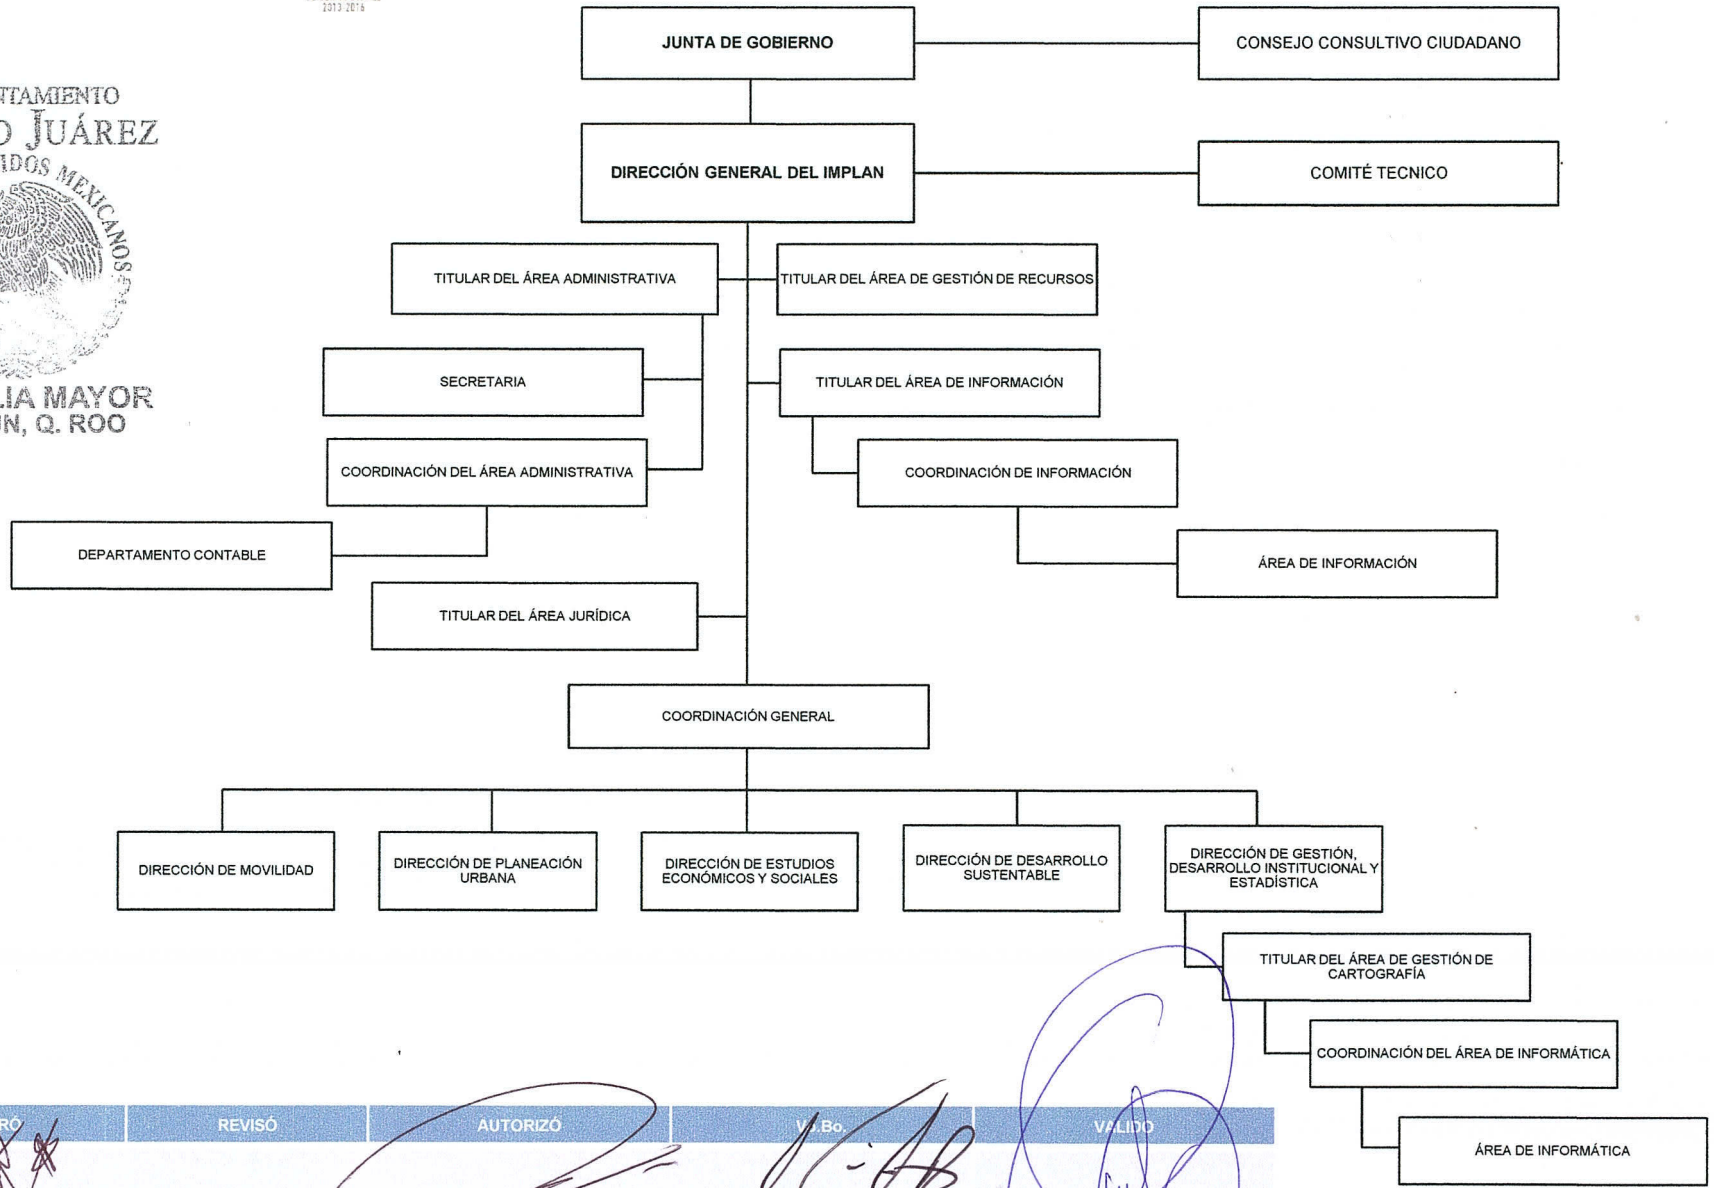 2013-2016
JUNTA DE GOBIERNO
CONSEJO CONSULTIVO CIUDADANO
JUÁREZ
MEXICANOS
MAYOR
Q. ROO
DIRECCIÓN GENERAL DEL IMPLAN
COMITÉ TECNICO
TITULAR DEL ÁREA ADMINISTRATIVA
TITULAR DEL ÁREA DE GESTIÓN DE RECURSOS
SECRETARIA
TITULAR DEL ÁREA DE INFORMACIÓN
COORDINACIÓN DEL ÁREA ADMINISTRATIVA
COORDINACIÓN DE INFORMACIÓN
DEPARTAMENTO CONTABLE
ÁREA DE INFORMACIÓN
TITULAR DEL ÁREA JURÍDICA
COORDINACIÓN GENERAL
DIRECCIÓN DE MOVILIDAD
DIRECCIÓN DE PLANEACIÓN
URBANA
DIRECCIÓN DE ESTUDIOS
ECONÓMICOS Y SOCIALES
DIRECCIÓN DE DESARROLLO
SUSTENTABLE
DIRECCIÓN DE GESTIÓN,
DESARROLLO INSTITUCIONAL Y
ESTADÍSTICA
TITULAR DEL ÁREA DE GESTIÓN DE
CARTOGRAFÍA
COORDINACIÓN DEL ÁREA DE INFORMÁTICA
ÁREA DE INFORMÁTICA
REVISÓ
AUTORIZÓ
Vo.Bo.
VALIDO